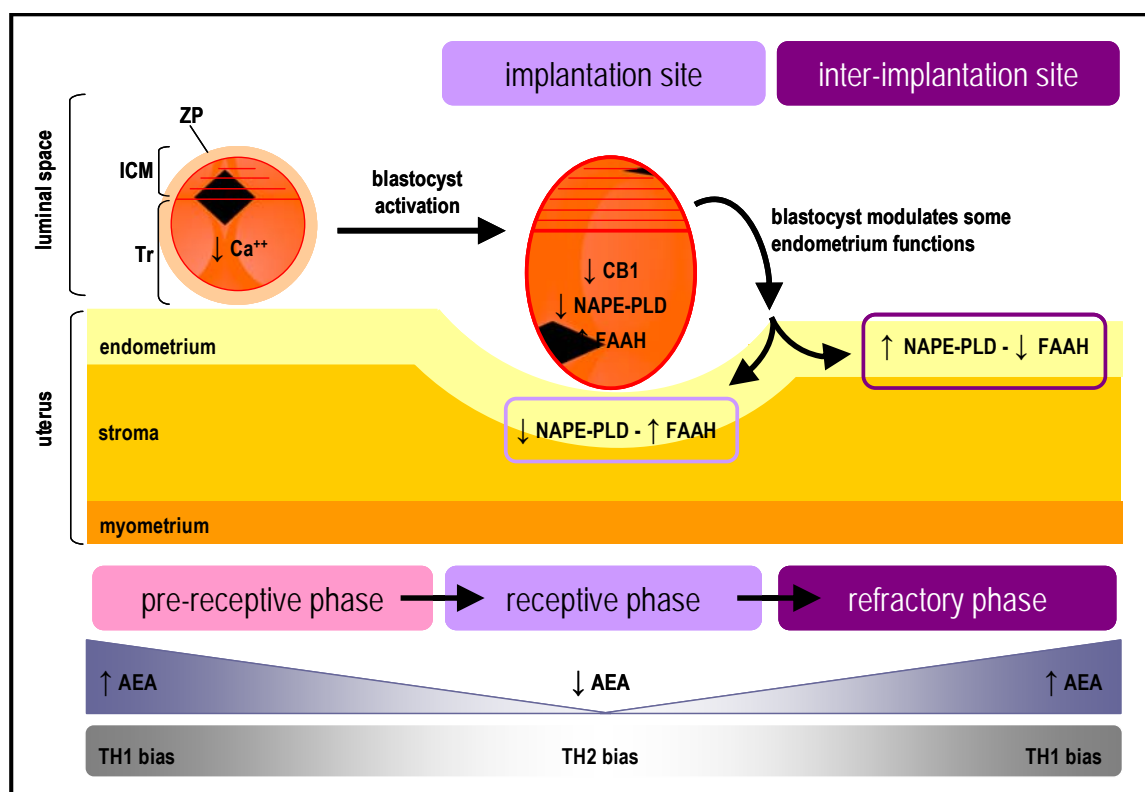 implantation site
inter-implantation site
luminal space
ZP
ICM
Tr
↓ Ca++
blastocyst
activation
↓ CB1
↓ NAPE-PLD
↑ FAAH
blastocyst modulates some
endometrium functions
uterus
endometrium
stroma
myometrium
↑ NAPE-PLD - ↓ FAAH
↓ NAPE-PLD - ↑ FAAH
pre-receptive phase
receptive phase
refractory phase
↑ AEA
↓ AEA
↑ AEA
TH1 bias
TH2 bias
TH1 bias